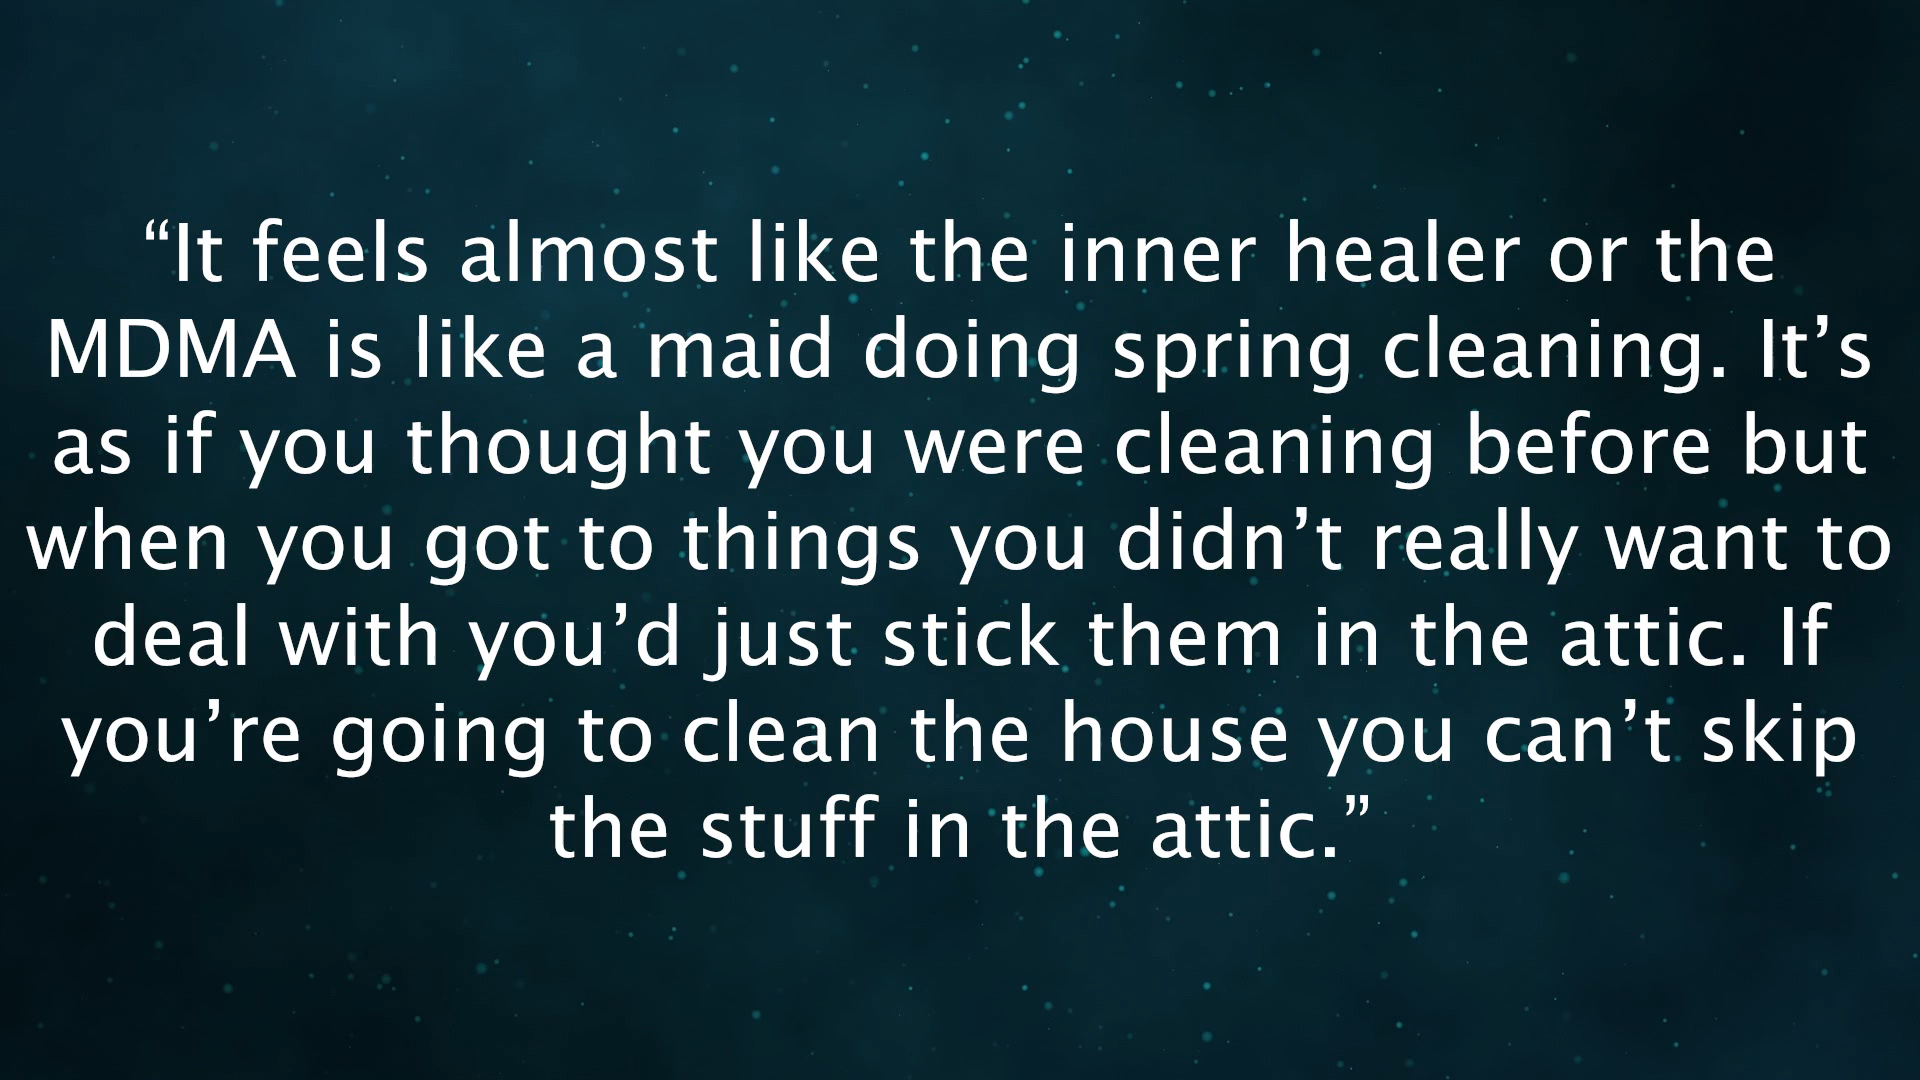 “It feels almost like the inner healer or the
MDMA is like a maid doing spring cleaning. It’s
as if you thought you were cleaning before but
when you got to things you didn’t really want to
deal with you’d just stick them in the attic. If
you’re going to clean the house you can’t skip
the stuff in the attic.”